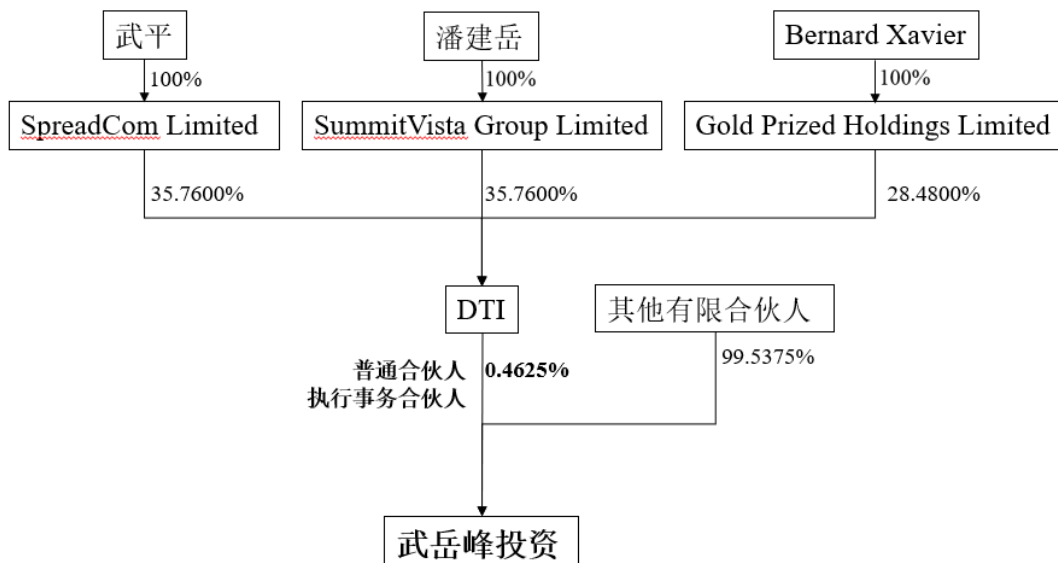 武平
潘建岳
Bernard Xavier
100%
100%
100%
SpreadCom Limited
SummitVista Group Limited
Gold Prized Holdings Limited
35.7600%
35.7600%
28.4800%
DTI
其他有限合伙人
普通合伙人
0.4625%
99.5375%
执行事务合伙人
武岳峰投资